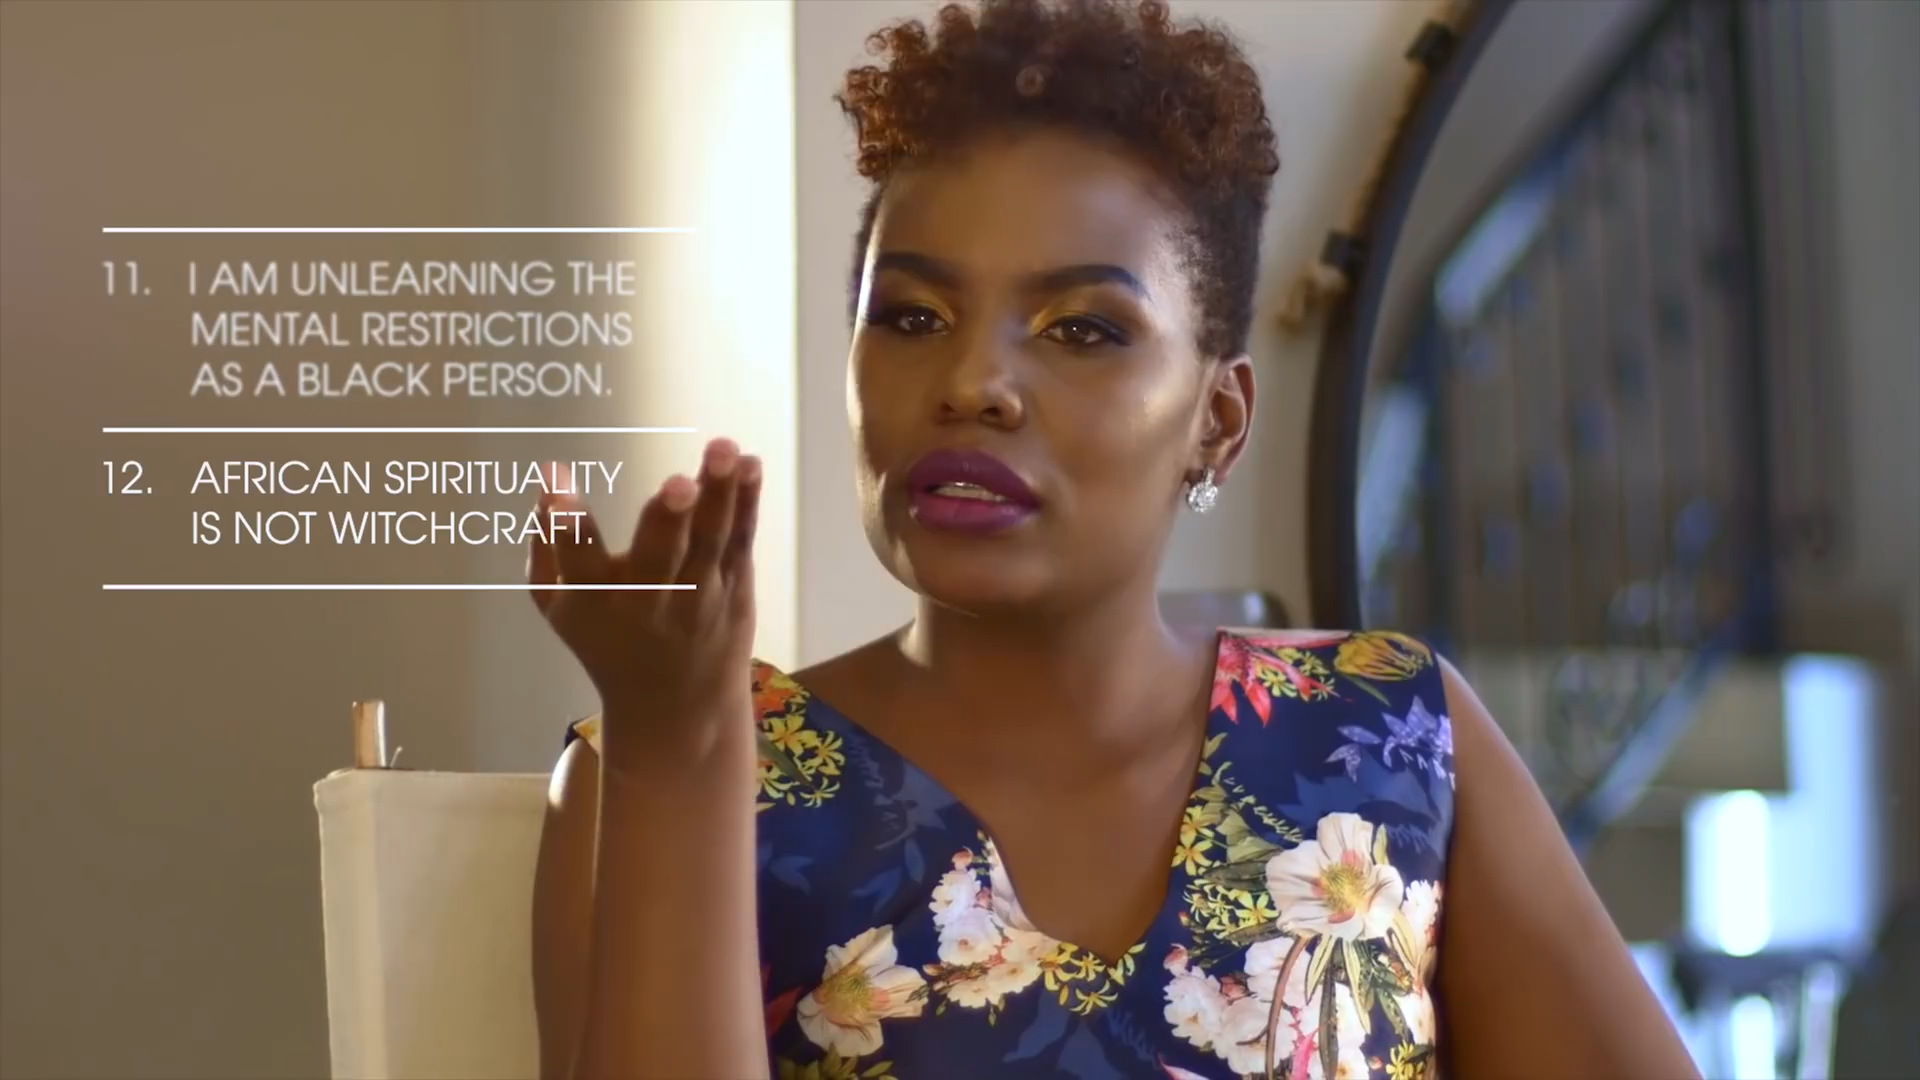 11. I AM UNLEARNING THE
MENTAL RESTRICTIONS
AS A BLACK PERSON.
12. AFRICAN SPIRITUALITY
IS NOT WITCHCRAFT.